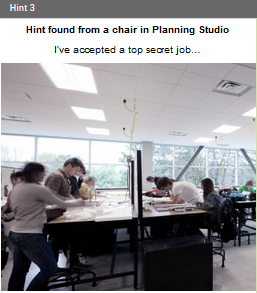 Hint 3
Hint found from a chair in Planning Studio
I've accepted a top secret job...